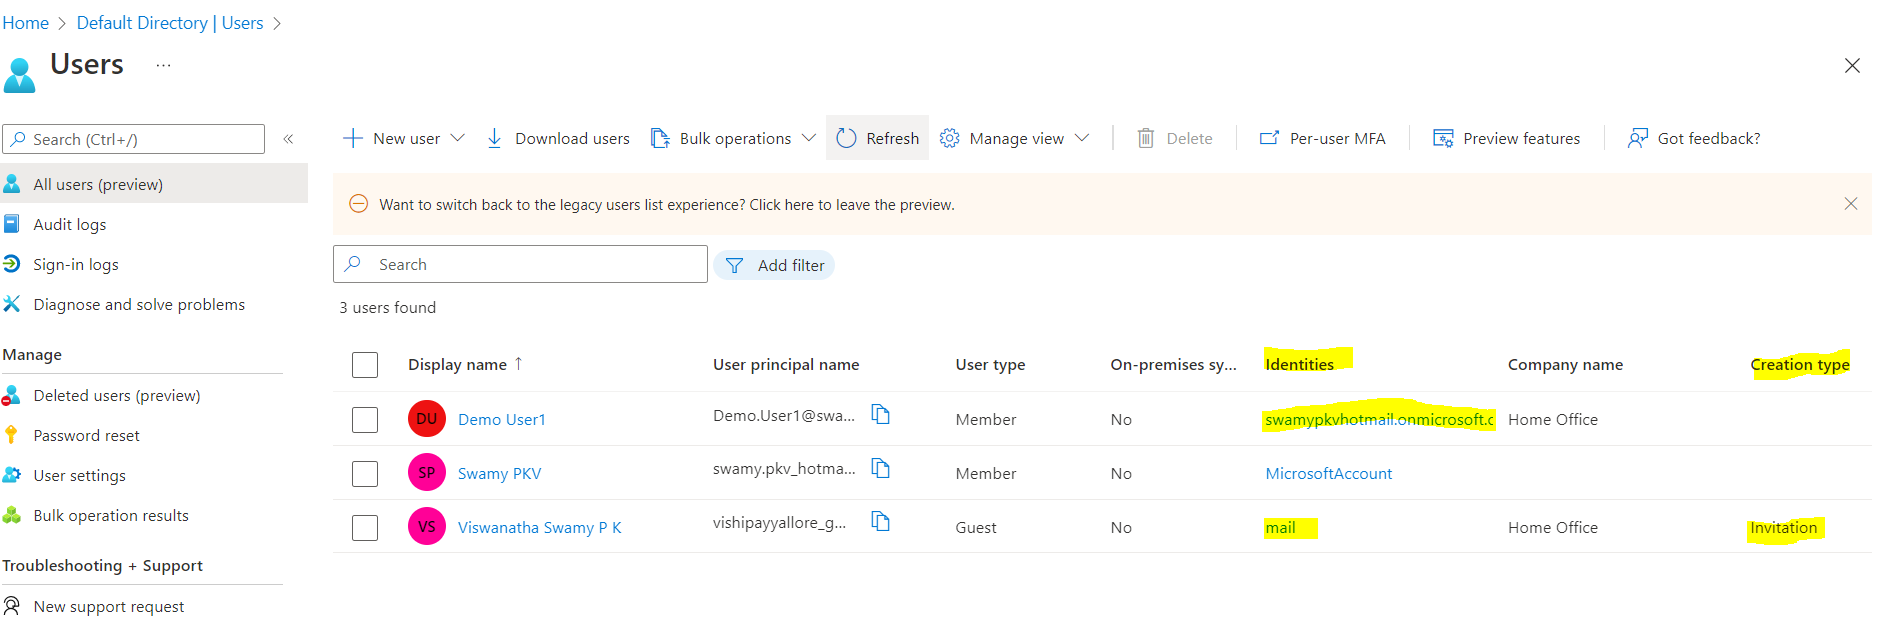 Home > Default Directory | Users >
Users ...
Search (Ctrl+/) «
All users (preview)
Audit logs
Sign-in logs
Diagnose and solve problems
Manage
Deleted users (preview)
Password reset
User settings
Bulk operation results
Troubleshooting + Support
New support request
New user Download users Bulk operations Refresh Manage view Delete Per-user MFA Preview features Got feedback?
Want to switch back to the legacy users list experience? Click here to leave the preview.
Search Add filter
3 users found
Display name ↑ User principal name User type On-premises sy... Identities Company name Creation type
DU Demo User1 Demo.User1@swa... Member No swamypkvhotmail.onmicrosoft.c Home Office
SP Swamy PKV swamy.pkv_hotma... Member No MicrosoftAccount
VS Viswanatha Swamy P K vishipayyallore_g... Guest No mail Home Office Invitation